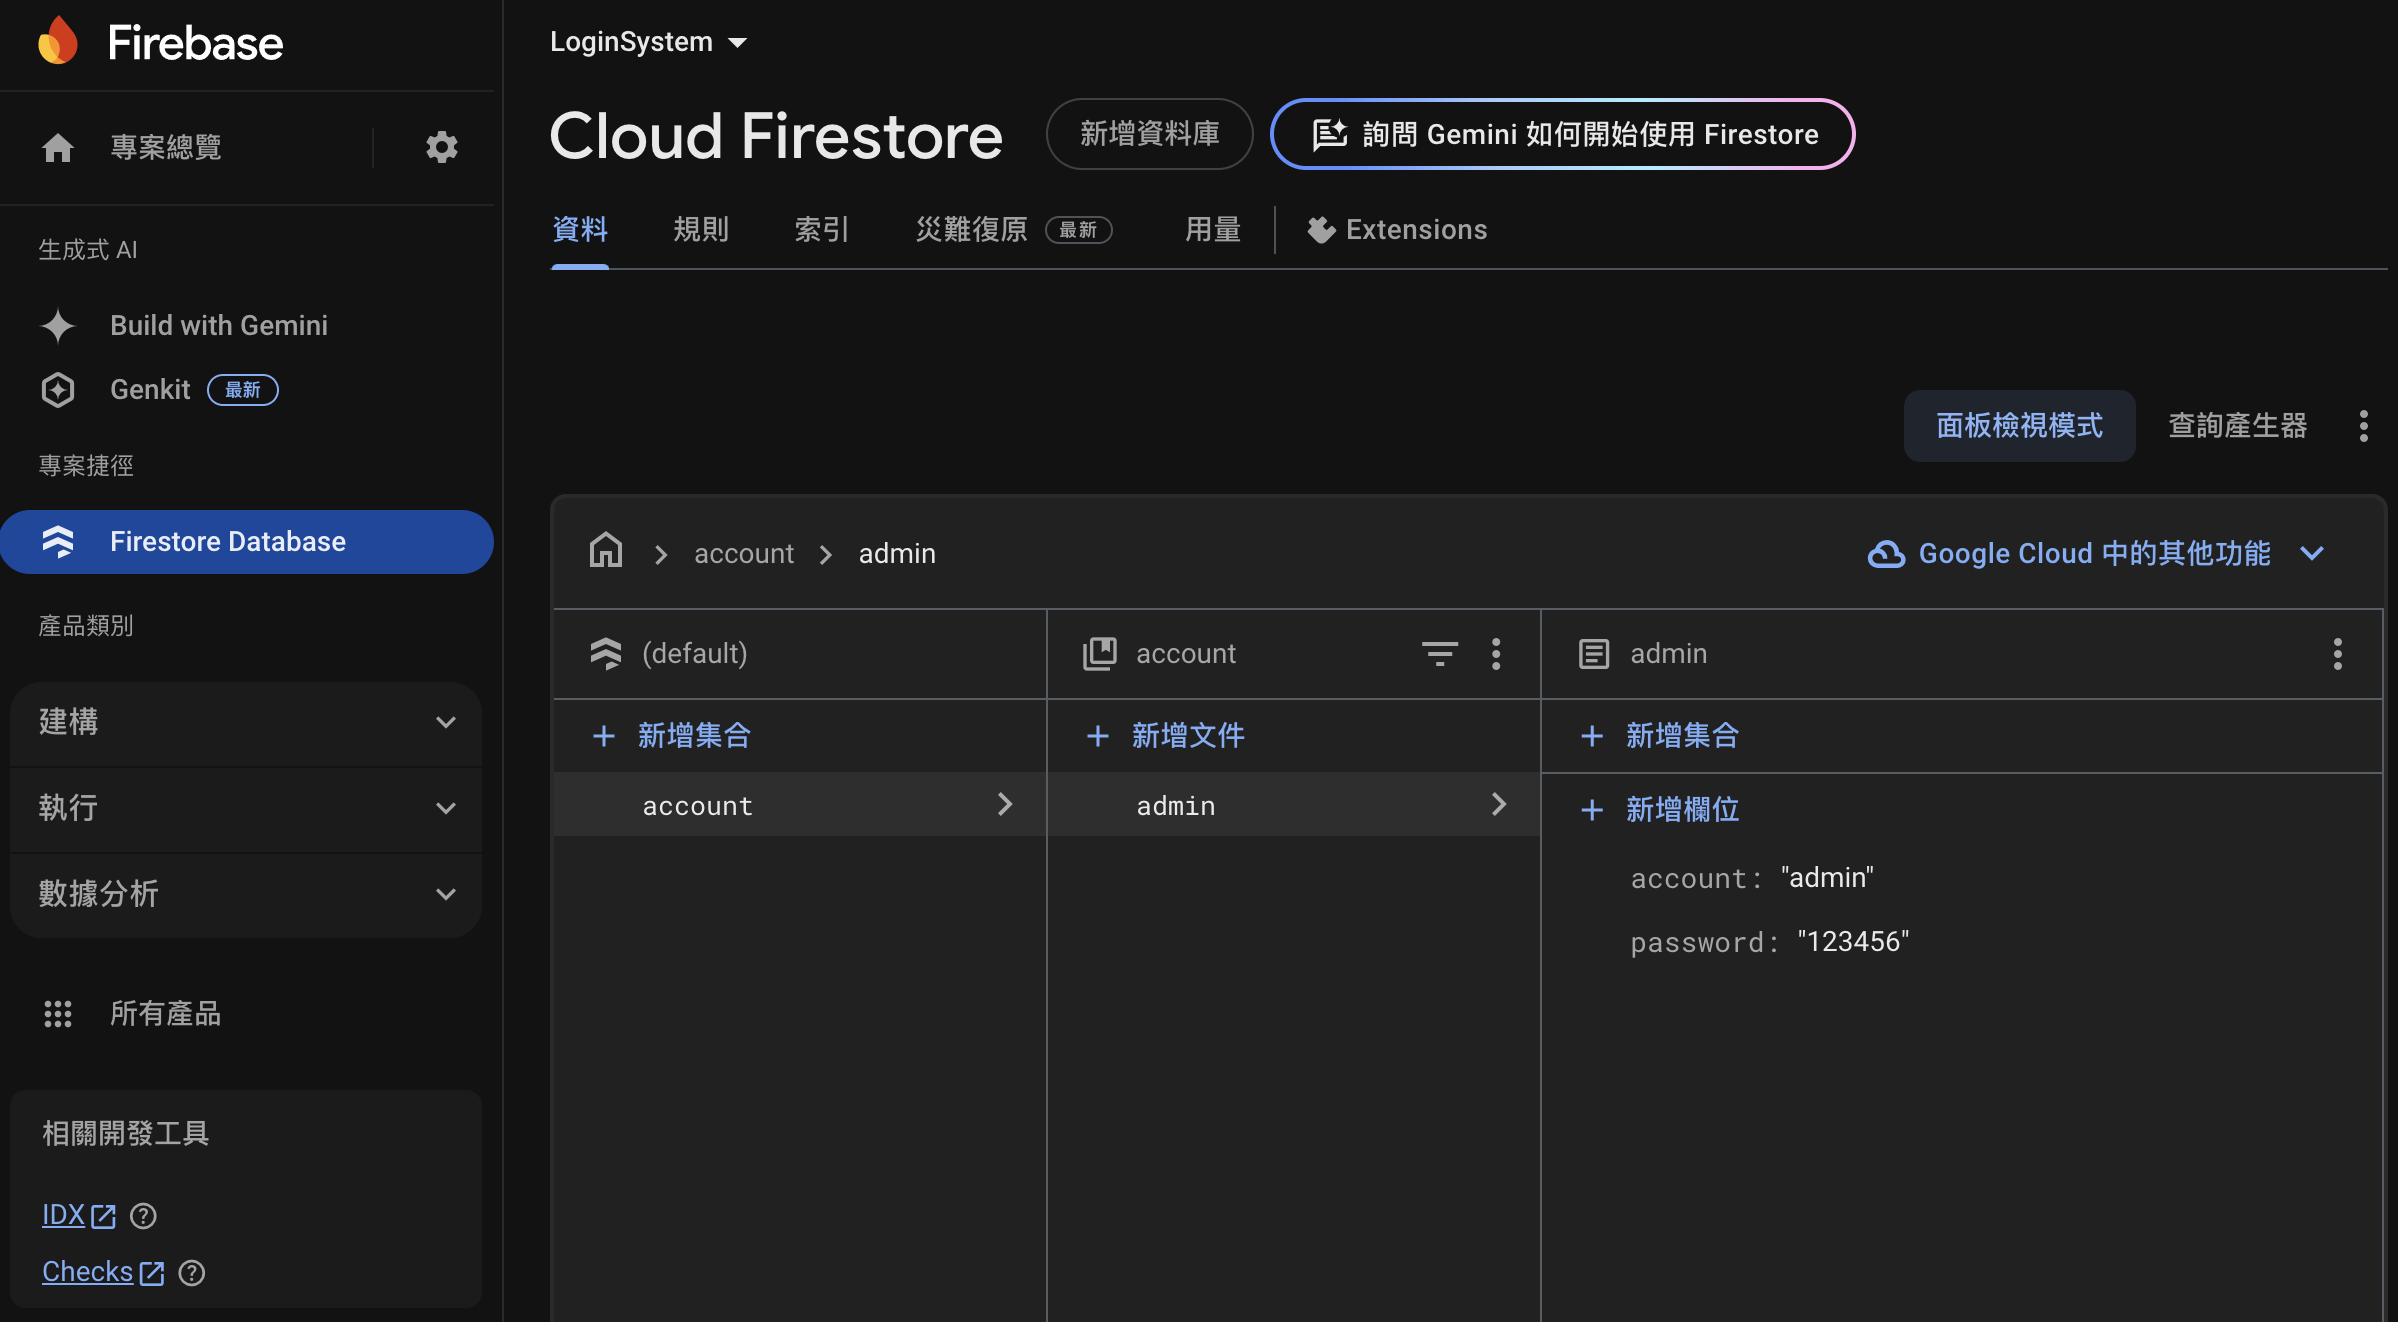 Firebase
專案總覽
生成式 AI
Build with Gemini
Genkit 最新
專案捷徑
Firestore Database
產品類別
建構
執行
數據分析
所有產品
相關開發工具
IDX
Checks
LoginSystem
Cloud Firestore
新增資料庫
詢問 Gemini 如何開始使用 Firestore
資料 規則 索引 災難復原 最新 用量 Extensions
面板檢視模式 查詢產生器
account admin
Google Cloud 中的其他功能
(default)
新增集合
account
account
新增文件
admin
admin
新增集合
新增欄位
account: "admin"
password: "123456"